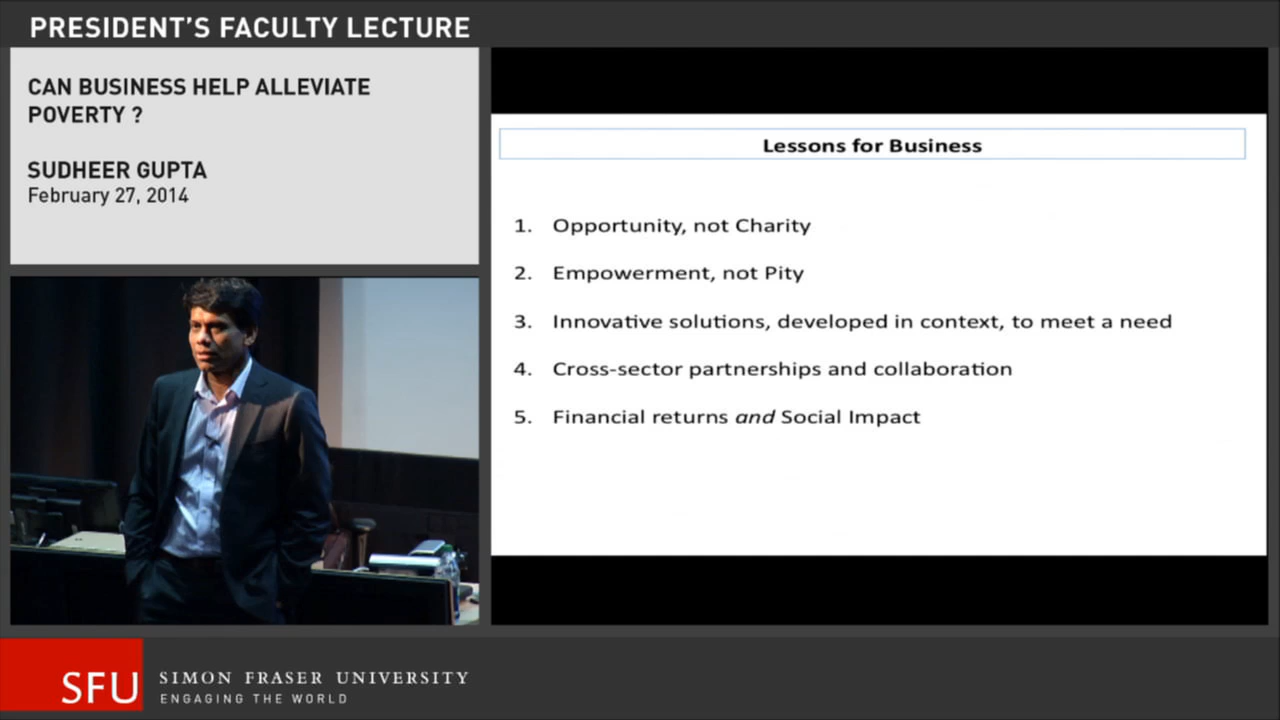 PRESIDENT'S FACULTY LECTURE
CAN BUSINESS HELP ALLEVIATE
POVERTY ?
SUDHEER GUPTA
February 27, 2014
Lessons for Business
1. Opportunity, not Charity
2. Empowerment, not Pity
3. Innovative solutions, developed in context, to meet a need
4. Cross-sector partnerships and collaboration
5. Financial returns and Social Impact
SFU
SIMON FRASER UNIVERSITY
ENGAGING THE WORLD